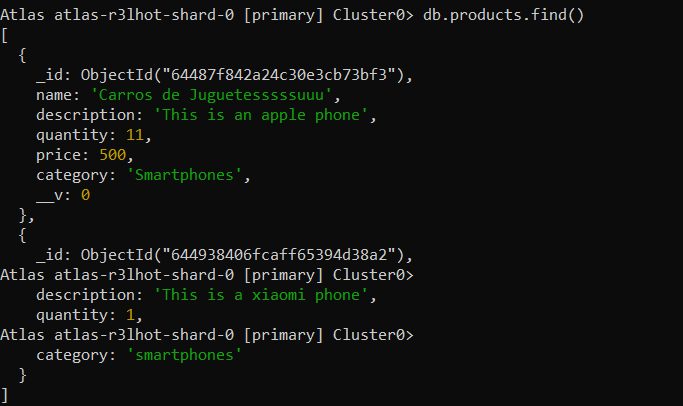 Atlas atlas-r3lhot-shard-0 [primary] Cluster0> db.products.find()
[
  {
    _id: ObjectId("64487f842a24c30e3cb73bf3"),
    name: 'Carros de Juguetesssssuuu',
    description: 'This is an apple phone',
    quantity: 11,
    price: 500,
    category: 'Smartphones',
    __v: 0
  },
  {
    _id: ObjectId("644938406fcaff65394d38a2"),
Atlas atlas-r3lhot-shard-0 [primary] Cluster0>
    description: 'This is a xiaomi phone',
    quantity: 1,
Atlas atlas-r3lhot-shard-0 [primary] Cluster0>
    category: 'smartphones'
  }
]